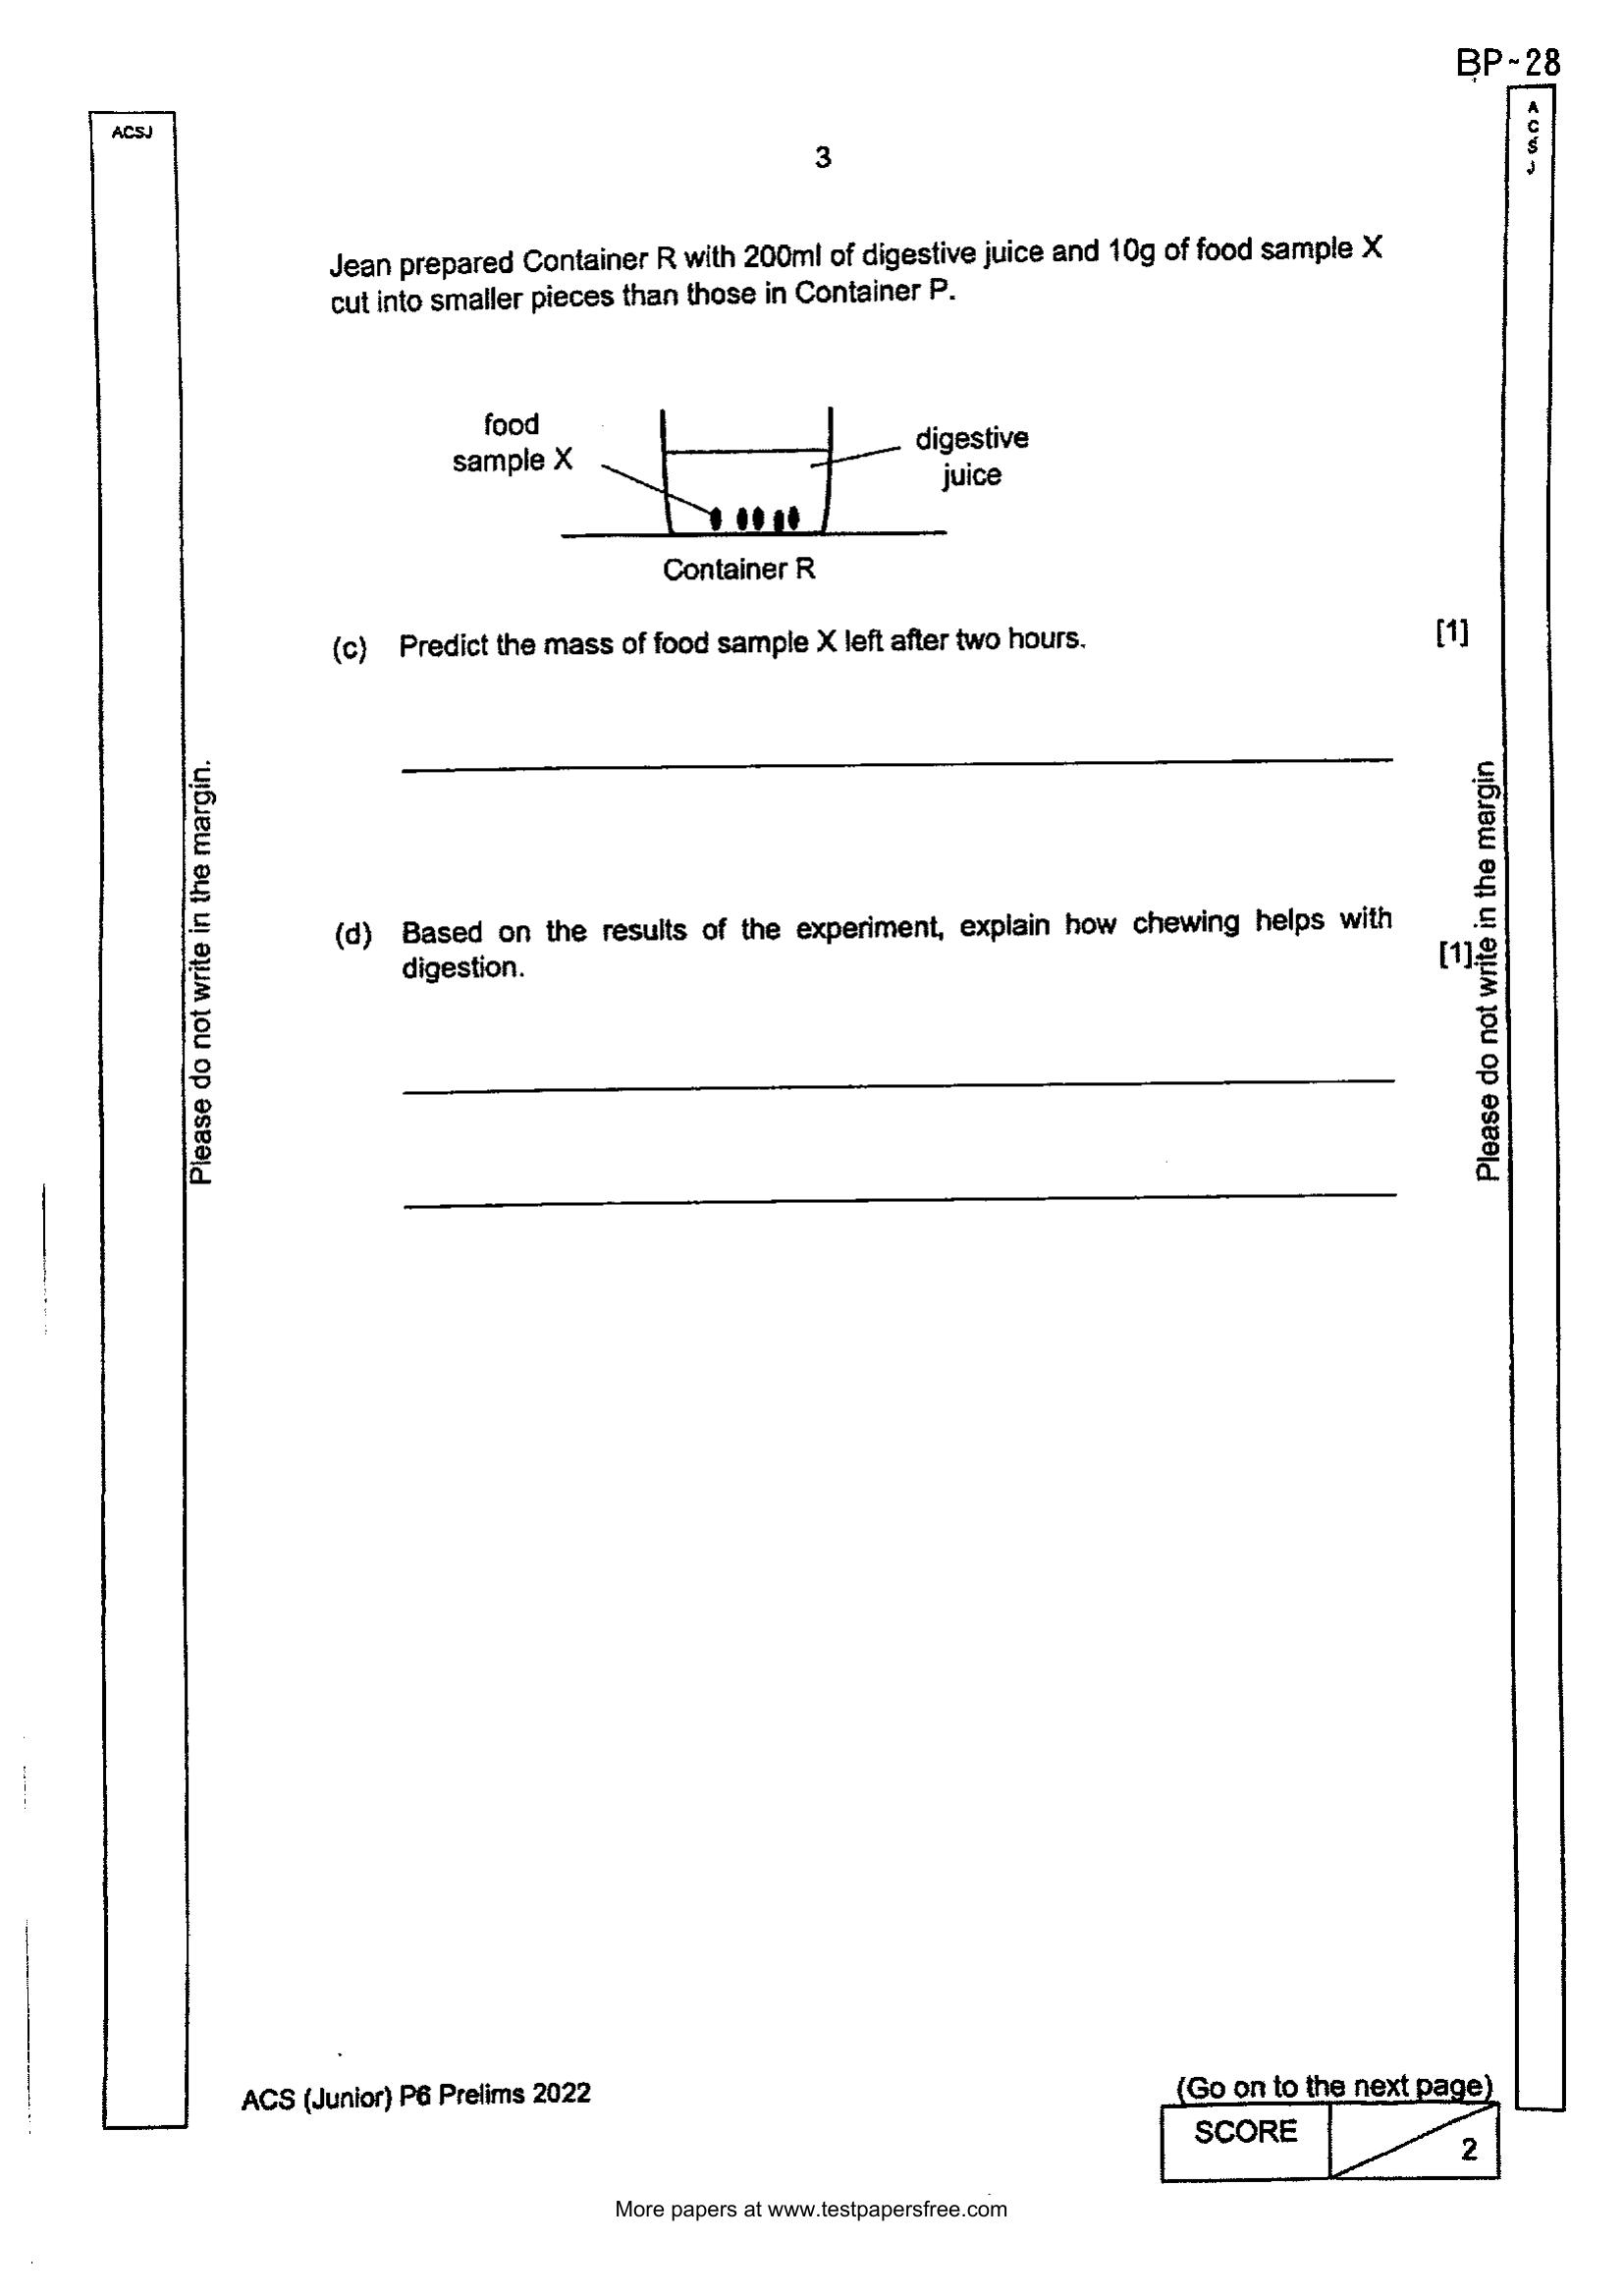 BP-28
ACSJ
A
C
S
J
3
Jean prepared Container R with 200ml of digestive juice and 10g of food sample X
cut into smaller pieces than those in Container P.
food
sample X
digestive
juice
Container R
(c) Predict the mass of food sample X left after two hours. [1]
(d) Based on the results of the experiment, explain how chewing helps with
digestion. [1]
Please do not write in the margin.
Please do not write in the margin
ACS (Junior) P6 Prelims 2022
(Go on to the next page)
SCORE
2
More papers at www.testpapersfree.com